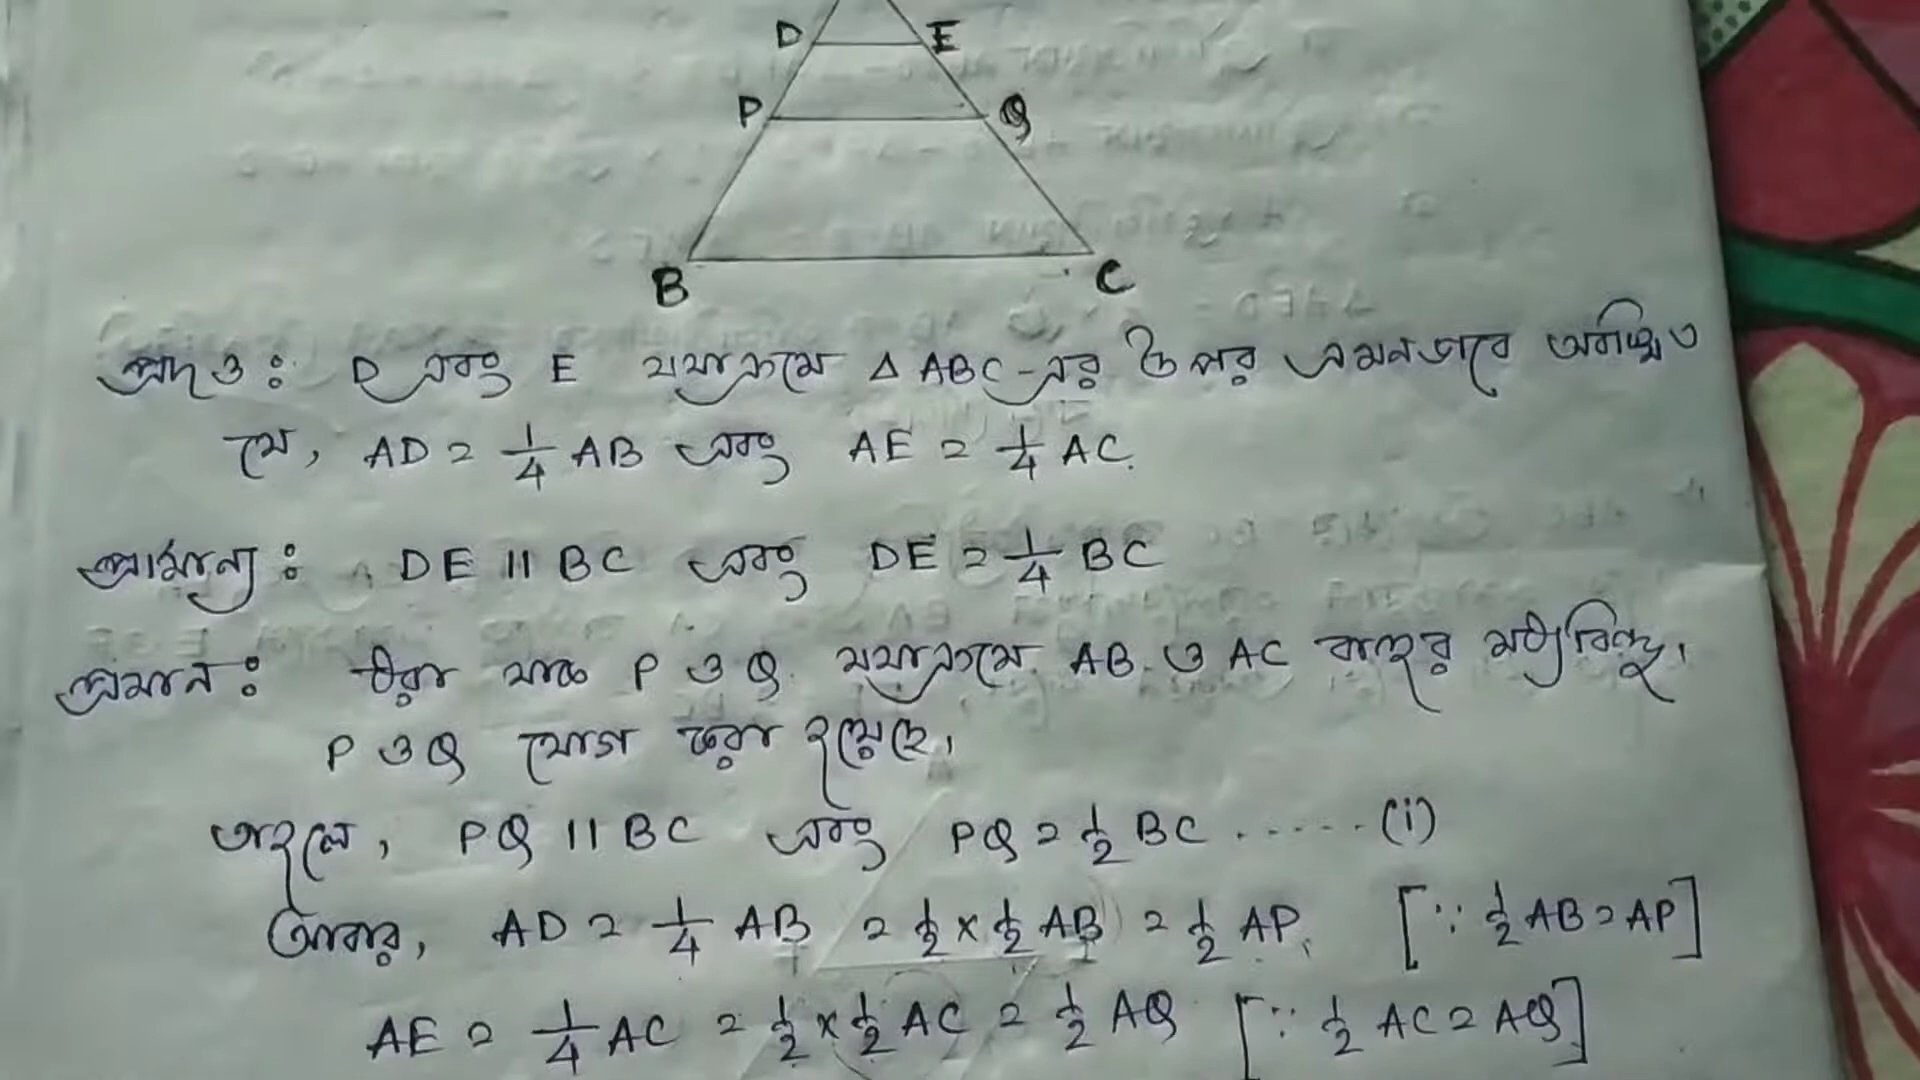 D E
P Q
B C
প্রদত্ত : D এবং E যথাক্রমে Δ ABC-এর উপর এমনভাবে অবস্থিত
যে, AD = 1/4 AB এবং AE = 1/4 AC.
প্রামান্য : DE || BC এবং DE = 1/4 BC
প্রমান : ধরা যাক P ও Q যথাক্রমে AB ও AC বাহুর মধ্যবিন্দু।
P ও Q যোগ করা হয়েছে।
তাহলে, PQ || BC এবং PQ = 1/2 BC ...... (i)
আবার, AD = 1/4 AB = 1/2 × 1/2 AB = 1/2 AP, [∵ 1/2 AB = AP]
AE = 1/4 AC = 1/2 × 1/2 AC = 1/2 AQ [∵ 1/2 AC = AQ]